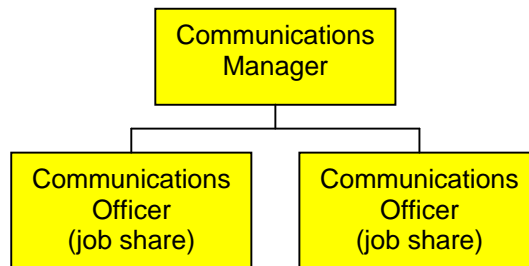 Communications
Manager
Communications
Officer
(job share)
Communications
Officer
(job share)